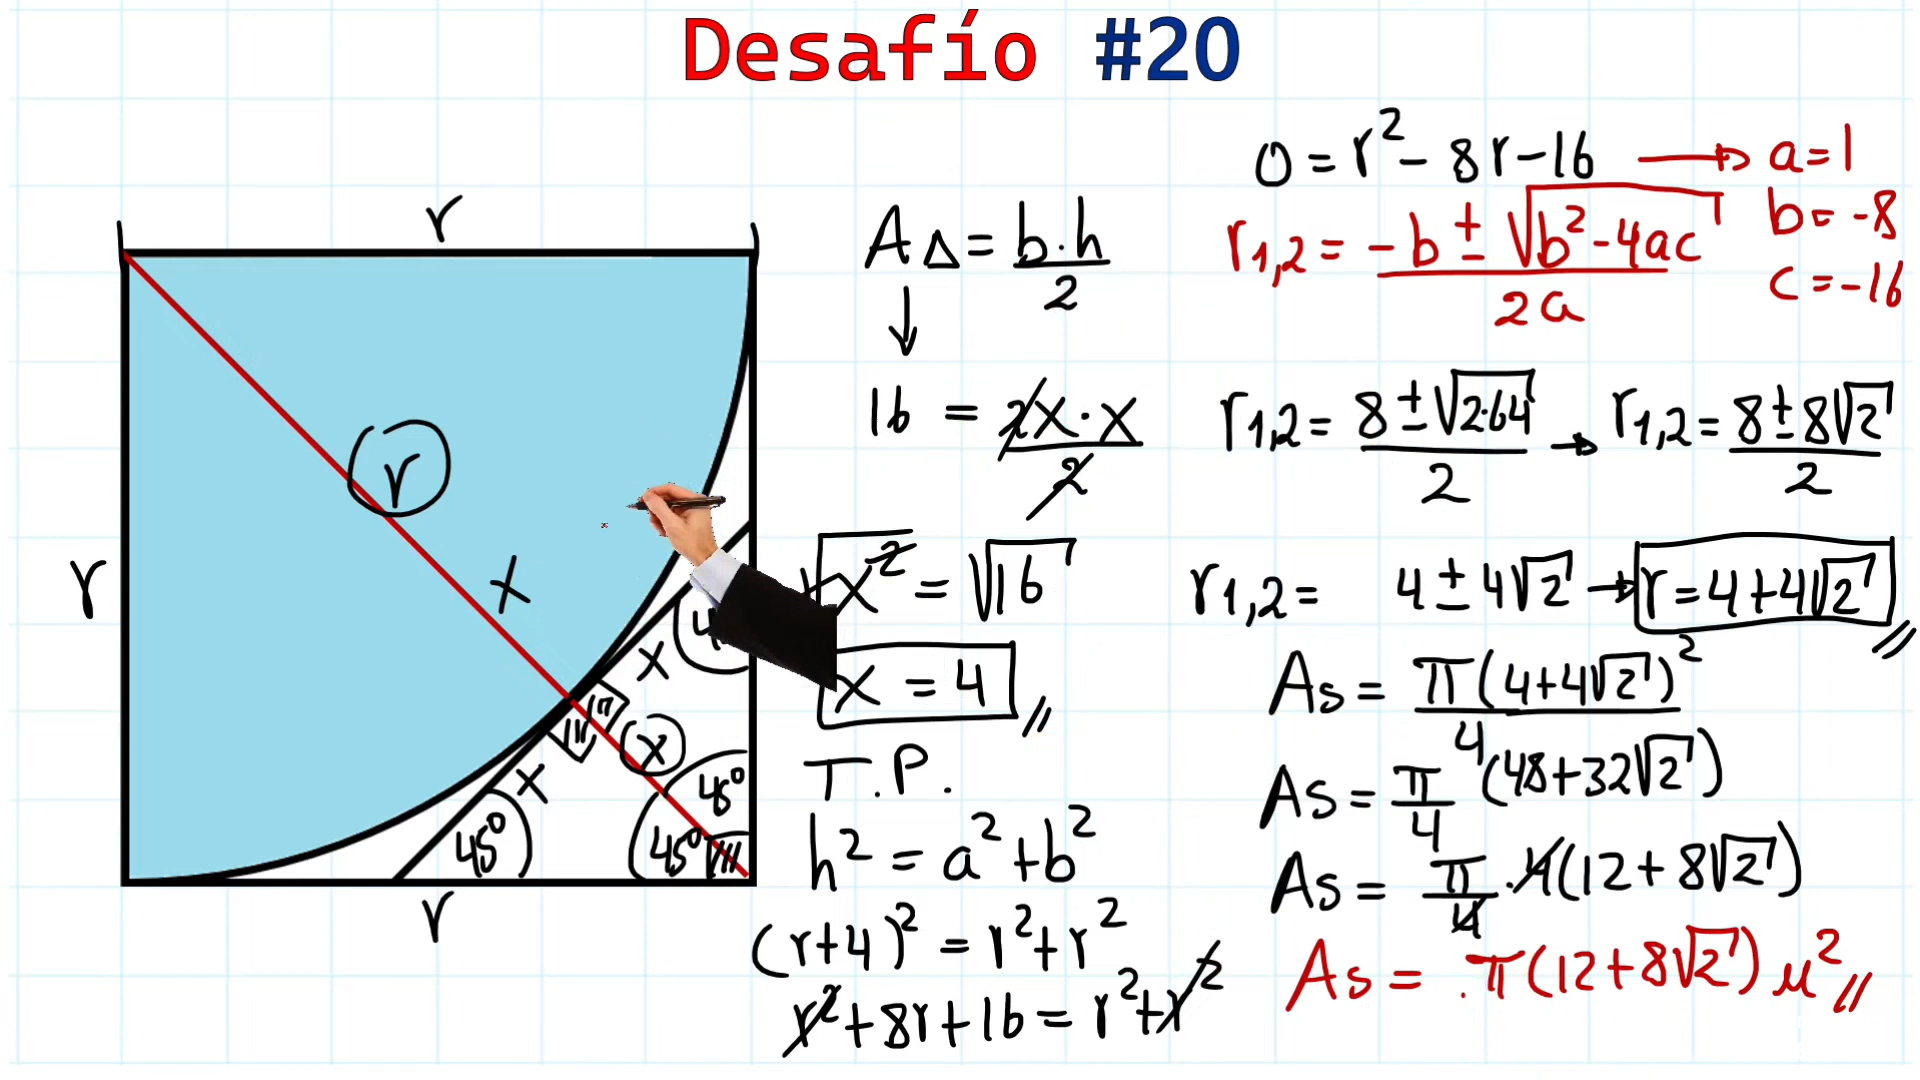 Desafío #20
r
r
r
x
x
x
x
45°
45°
45°
r
A△ = b·h/2
↓
16 = 2x·x/2
√x² = √16
x = 4 //
T.P.
h² = a² + b²
(r+4)² = r² + r²
r² + 8r + 16 = r² + r²
0 = r² - 8r - 16 → a = 1
b = -8
c = -16
r1,2 = -b ± √b² - 4ac / 2a
r1,2 = 8 ± √2·64 / 2 → r1,2 = 8 ± 8√2 / 2
r1,2 = 4 ± 4√2 → r = 4 + 4√2 //
As = π(4+4√2)² / 4
As = π/4 (48+32√2)
As = π/4 · 4(12+8√2)
As = π(12+8√2) μ² //